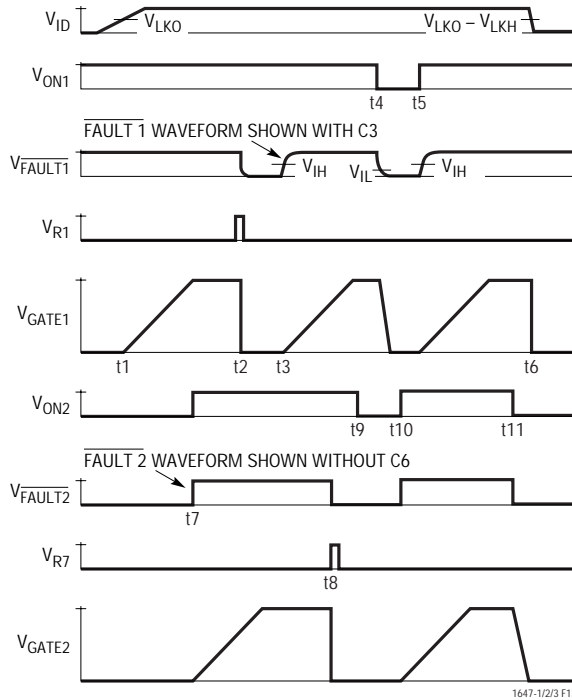 V_ID
V_LKO
V_LKO – V_LKH
V_ON1
t4 t5
FAULT 1 WAVEFORM SHOWN WITH C3
V_FAULT1
V_IH V_IL V_IH
V_R1
V_GATE1
t1 t2 t3 t6
V_ON2
t9 t10 t11
FAULT 2 WAVEFORM SHOWN WITHOUT C6
V_FAULT2
t7
V_R7
t8
V_GATE2
1647-1/2/3 F1